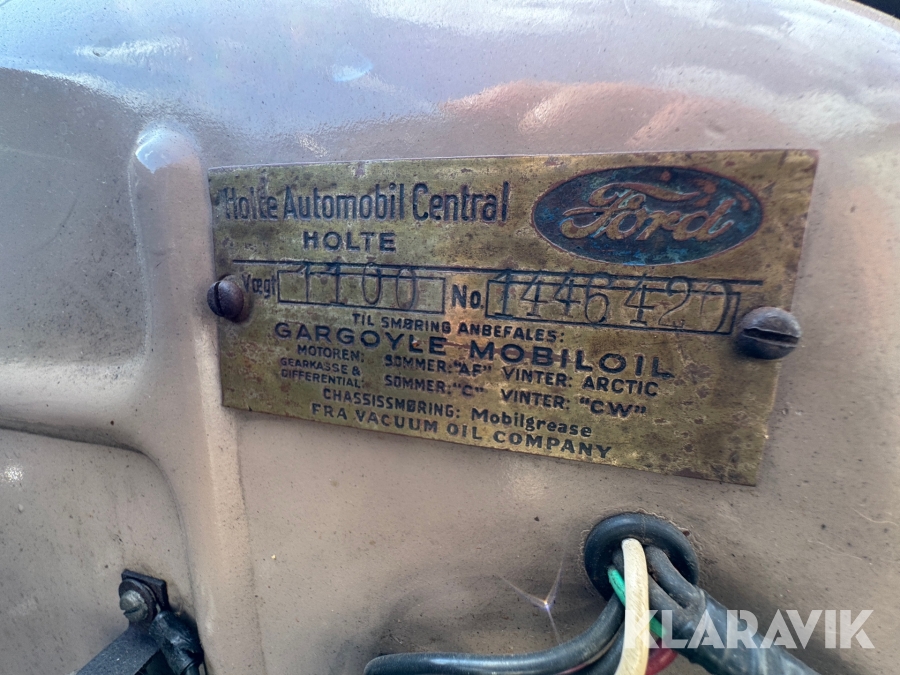 Holte Automobil Central
Ford
HOLTE
Vægt 1100 No. 1446420
TIL SMØRING ANBEFALES:
GARGOYLE MOBILOIL
MOTOREN: SOMMER: "AF" VINTER: ARCTIC
GEARKASSE &
DIFFERENTIAL: SOMMER: "C" VINTER: "CW"
CHASSISSMØRING: Mobilgrease
FRA VACUUM OIL COMPANY
KLARAVIK